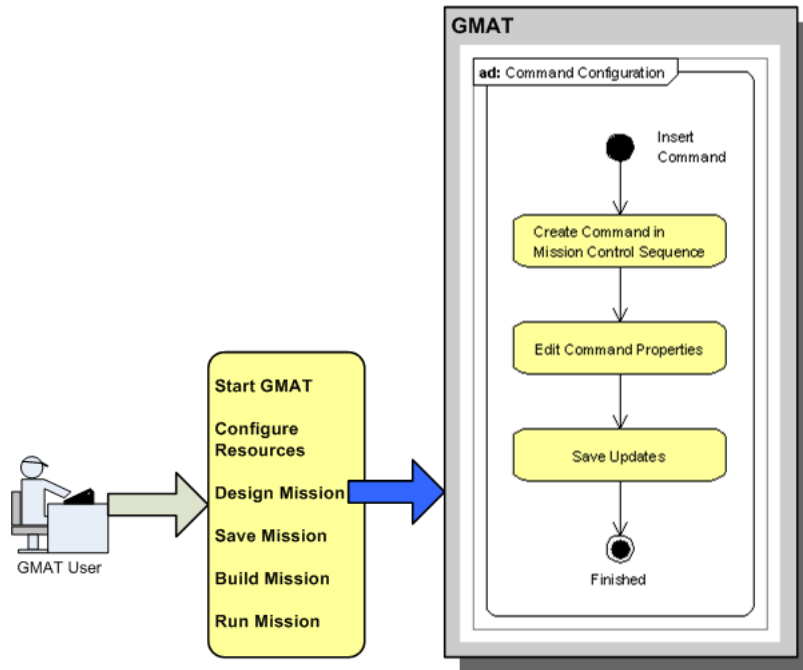 GMAT User
Start GMAT
Configure
Resources
Design Mission
Save Mission
Build Mission
Run Mission
GMAT
ad: Command Configuration
Insert
Command
Create Command in
Mission Control Sequence
Edit Command Properties
Save Updates
Finished